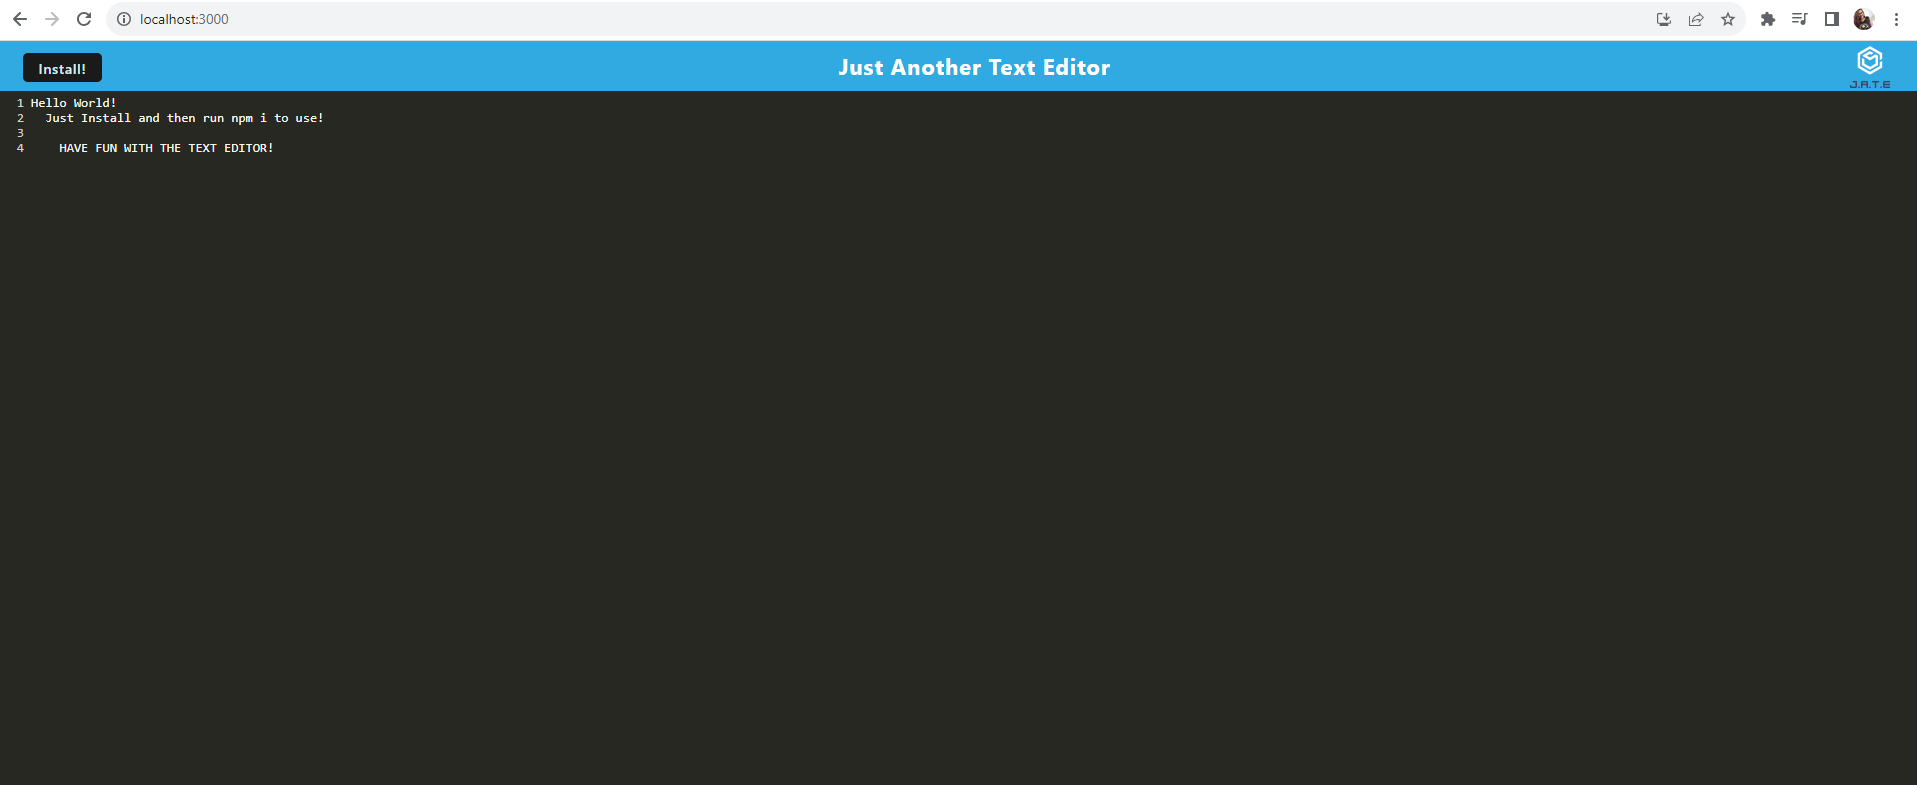 localhost:3000
Install!
Just Another Text Editor
J.A.T.E
1 Hello World!
2   Just Install and then run npm i to use!
3
4     HAVE FUN WITH THE TEXT EDITOR!